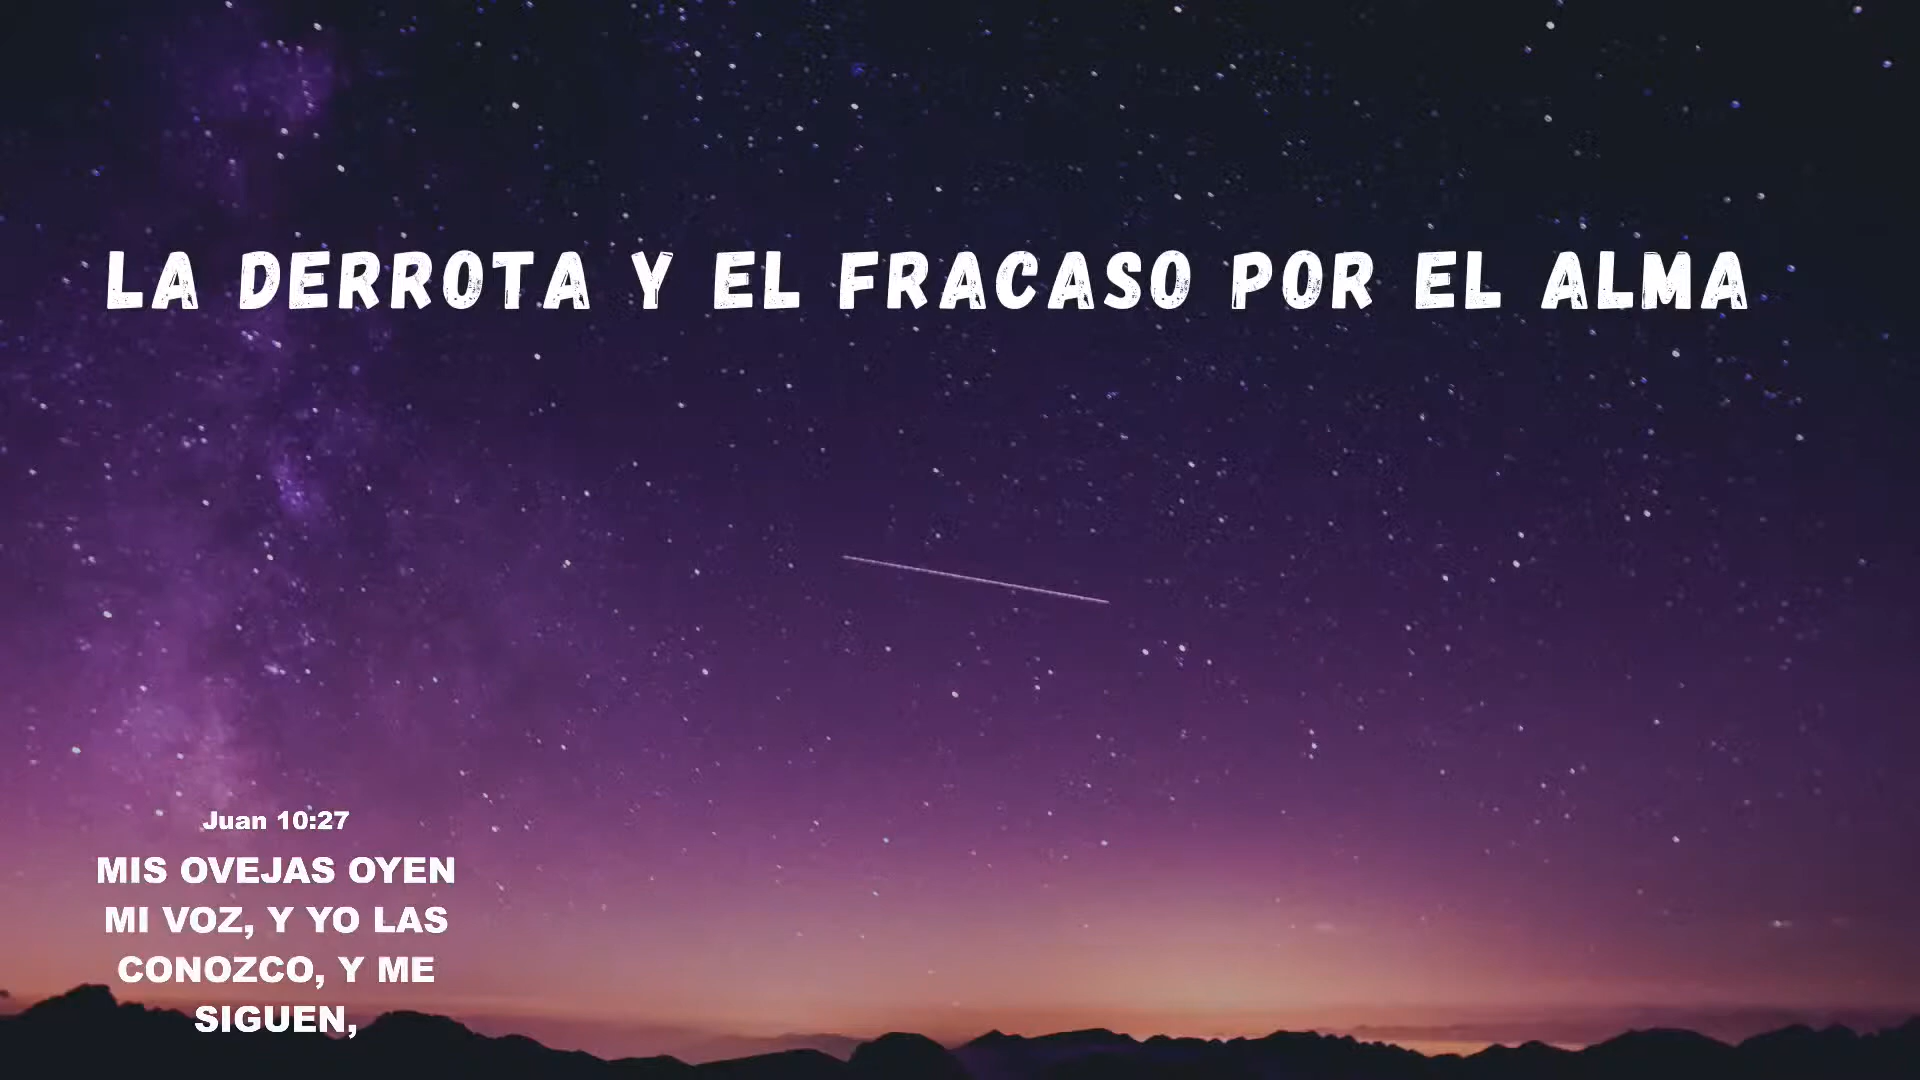 LA DERROTA Y EL FRACASO POR EL ALMA
Juan 10:27
MIS OVEJAS OYEN
MI VOZ, Y YO LAS
CONOZCO, Y ME
SIGUEN,